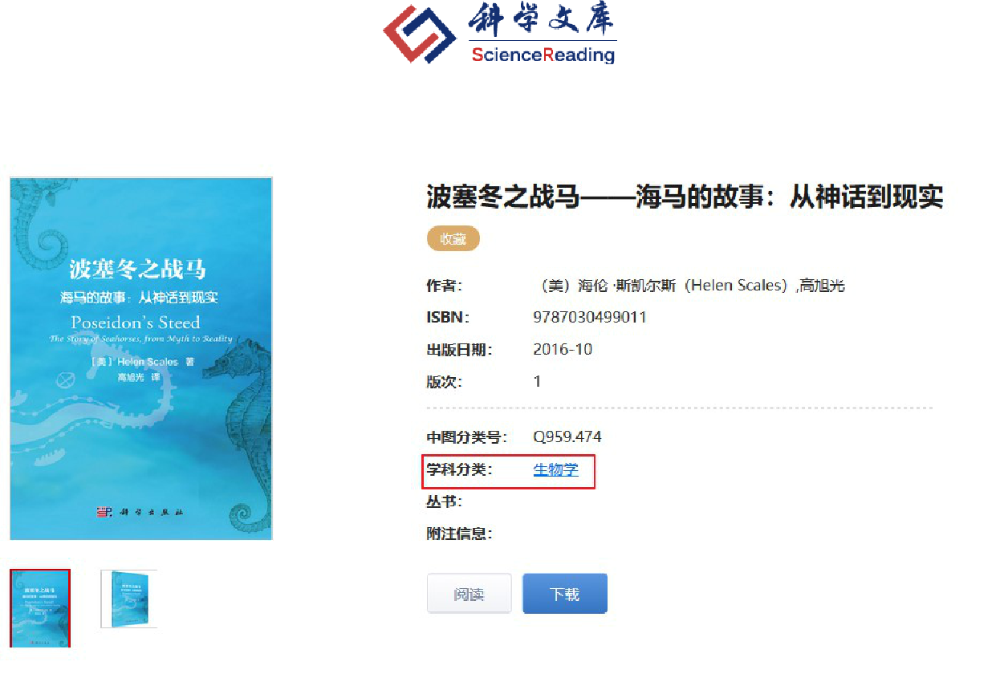 科学文库
ScienceReading
波塞冬之战马
海马的故事：从神话到现实
Poseidon's Steed
The Story of Seahorses, from Myth to Reality
［美］Helen Scales 著
高旭光 译
科学出版社
波塞冬之战马——海马的故事：从神话到现实
收藏
作者： （美）海伦·斯凯尔斯（Helen Scales）,高旭光
ISBN： 9787030499011
出版日期： 2016-10
版次： 1
中图分类号： Q959.474
学科分类： 生物学
丛书：
附注信息：
阅读 下载